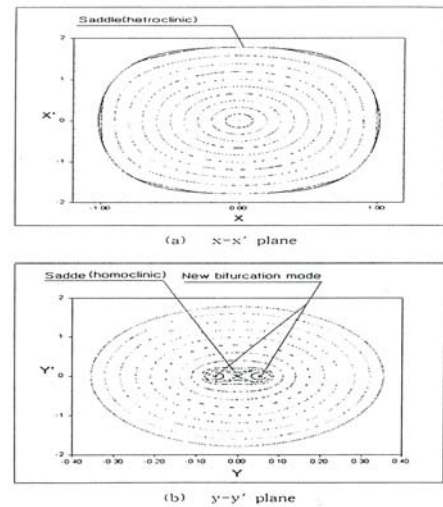 Saddle(hetroclinic)
2
1
X'
0
-1
-2
-1.00
0.00
1.00
X
(a) x-x' plane
Sadde (homoclinic)
New bifurcation mode
2
1
Y'
0
-1
-2
-0.40
-0.30
-0.20
-0.10
0.00
0.10
0.20
0.30
0.40
Y
(b) y-y' plane